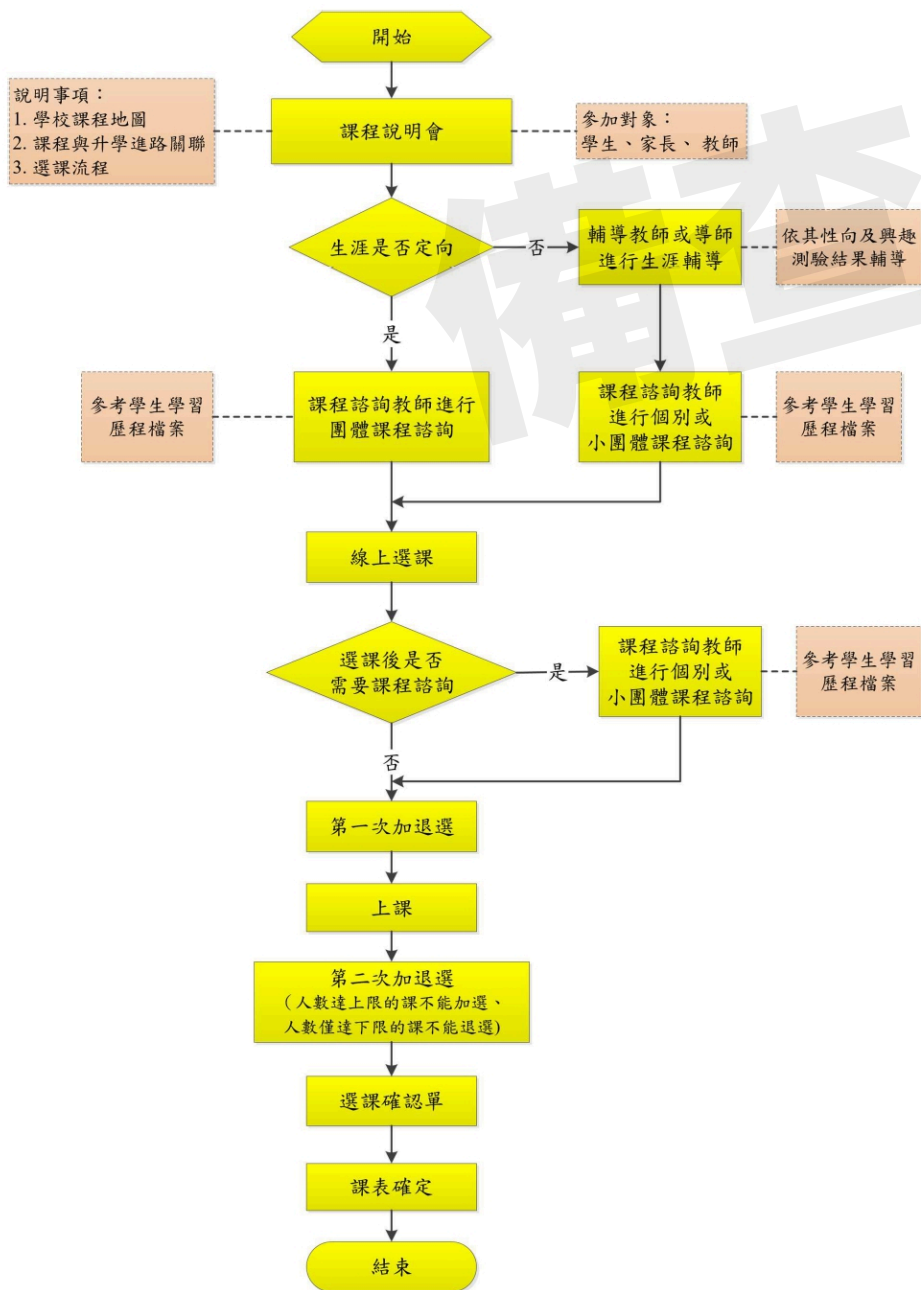 開始
說明事項：
1. 學校課程地圖
2. 課程與升學進路關聯
3. 選課流程
課程說明會
參加對象：
學生、家長、教師
生涯是否定向
否
輔導教師或導師
進行生涯輔導
依其性向及興趣
測驗結果輔導
是
參考學生學習
歷程檔案
課程諮詢教師進行
團體課程諮詢
課程諮詢教師
進行個別或
小團體課程諮詢
參考學生學習
歷程檔案
線上選課
選課後是否
需要課程諮詢
是
課程諮詢教師
進行個別或
小團體課程諮詢
參考學生學習
歷程檔案
否
第一次加退選
上課
第二次加退選
（人數達上限的課不能加選、
人數僅達下限的課不能退選)
選課確認單
課表確定
結束
備查